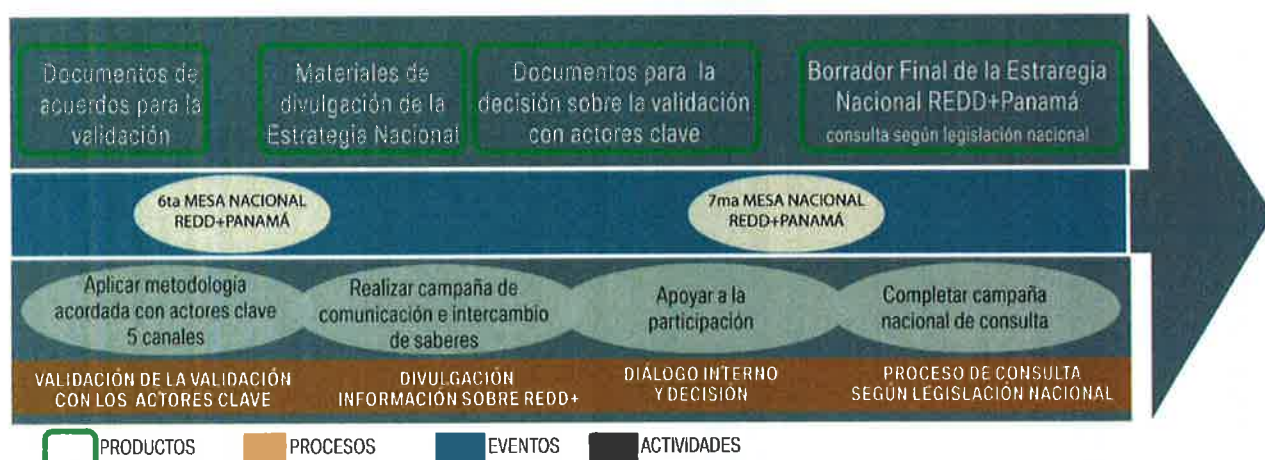 Documentos de
acuerdos para la
validación
Materiales de
divulgación de la
Estrategia Nacional
Documentos para la
decisión sobre la validación
con actores clave
Borrador Final de la Estraregia
Nacional REDD+Panamá
consulta según legislación nacional
6ta MESA NACIONAL
REDD+PANAMÁ
7ma MESA NACIONAL
REDD+PANAMÁ
Aplicar metodología
acordada con actores clave
5 canales
Realizar campaña de
comunicación e intercambio
de saberes
Apoyar a la
participación
Completar campaña
nacional de consulta
VALIDACIÓN DE LA VALIDACIÓN
CON LOS ACTORES CLAVE
DIVULGACIÓN
INFORMACIÓN SOBRE REDD+
DIÁLOGO INTERNO
Y DECISIÓN
PROCESO DE CONSULTA
SEGÚN LEGISLACIÓN NACIONAL
PRODUCTOS
PROCESOS
EVENTOS
ACTIVIDADES